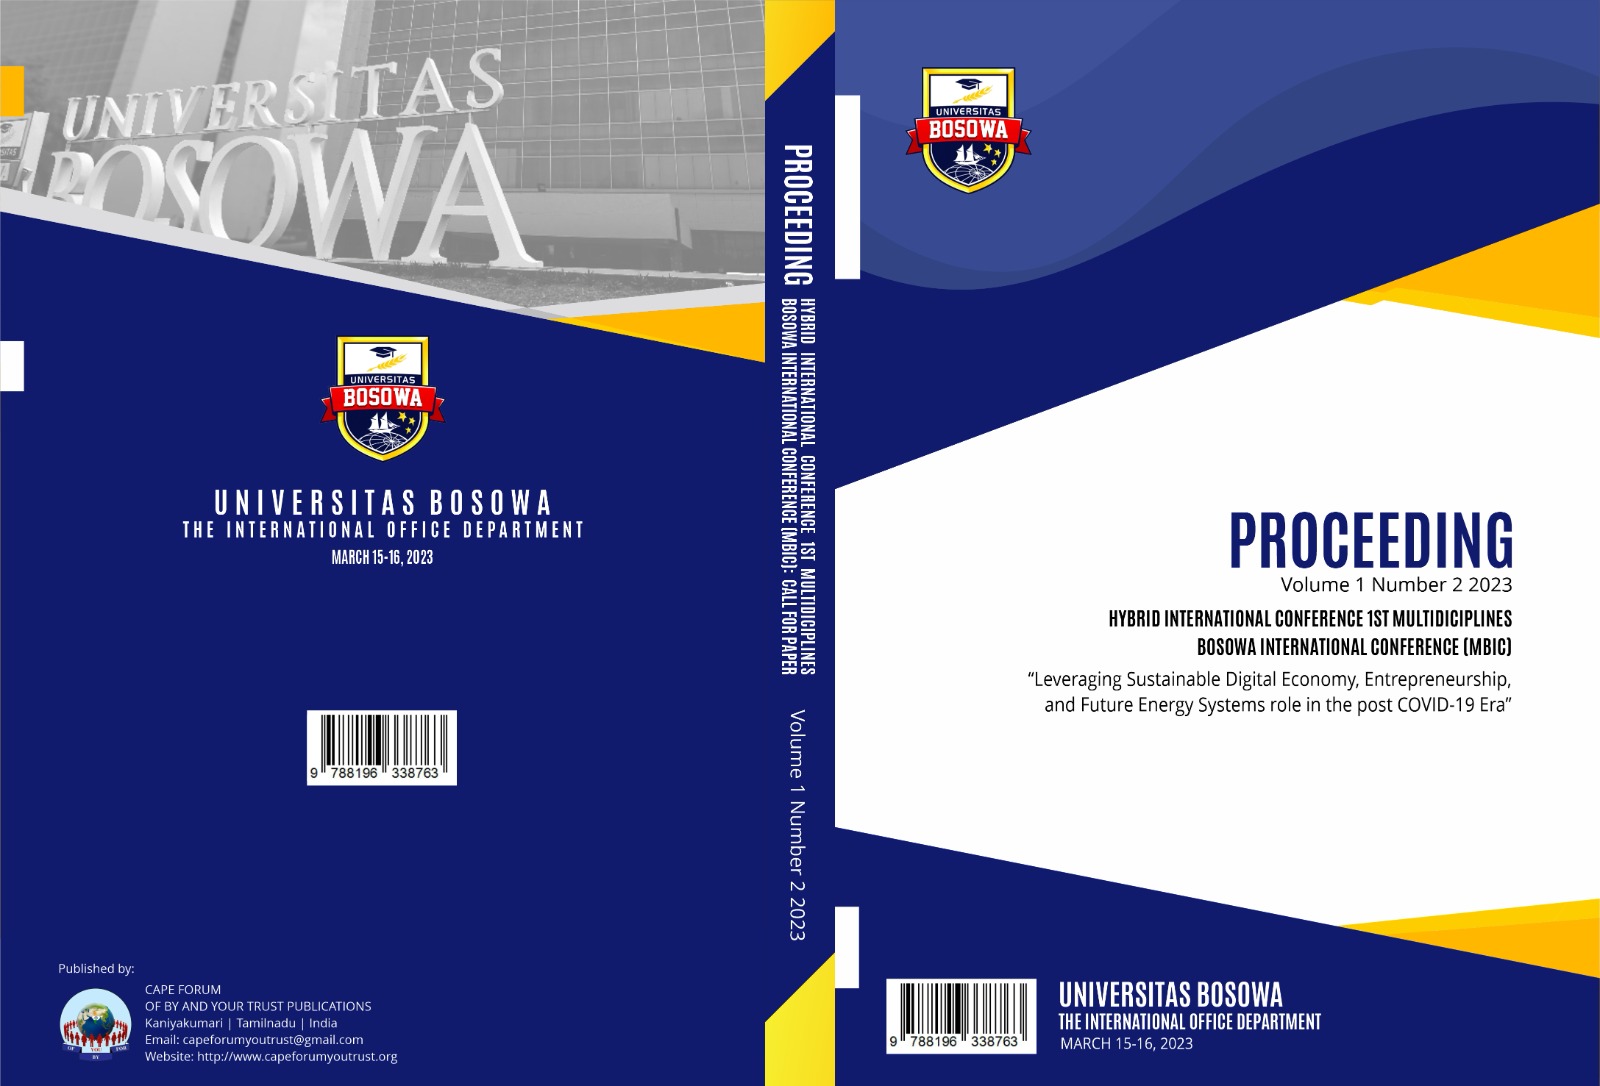 UNIVERSITAS
BOSOWA
UNIVERSITAS
BOSOWA
UNIVERSITAS BOSOWA
THE INTERNATIONAL OFFICE DEPARTMENT
MARCH 15-16, 2023
9 788196 338763
Published by:
CAPE FORUM
OF BY AND YOUR TRUST PUBLICATIONS
Kaniyakumari | Tamilnadu | India
Email: capeforumyoutrust@gmail.com
Website: http://www.capeforumyoutrust.org
OF YOU FOR
BY
PROCEEDING
HYBRID INTERNATIONAL CONFERENCE 1ST MULTIDICIPLINES
BOSOWA INTERNATIONAL CONFERENCE (MBIC): CALL FOR PAPER
Volume 1 Number 2 2023
UNIVERSITAS
BOSOWA
PROCEEDING
Volume 1 Number 2 2023
HYBRID INTERNATIONAL CONFERENCE 1ST MULTIDICIPLINES
BOSOWA INTERNATIONAL CONFERENCE (MBIC)
“Leveraging Sustainable Digital Economy, Entrepreneurship,
and Future Energy Systems role in the post COVID-19 Era”
9 788196 338763
UNIVERSITAS BOSOWA
THE INTERNATIONAL OFFICE DEPARTMENT
MARCH 15-16, 2023